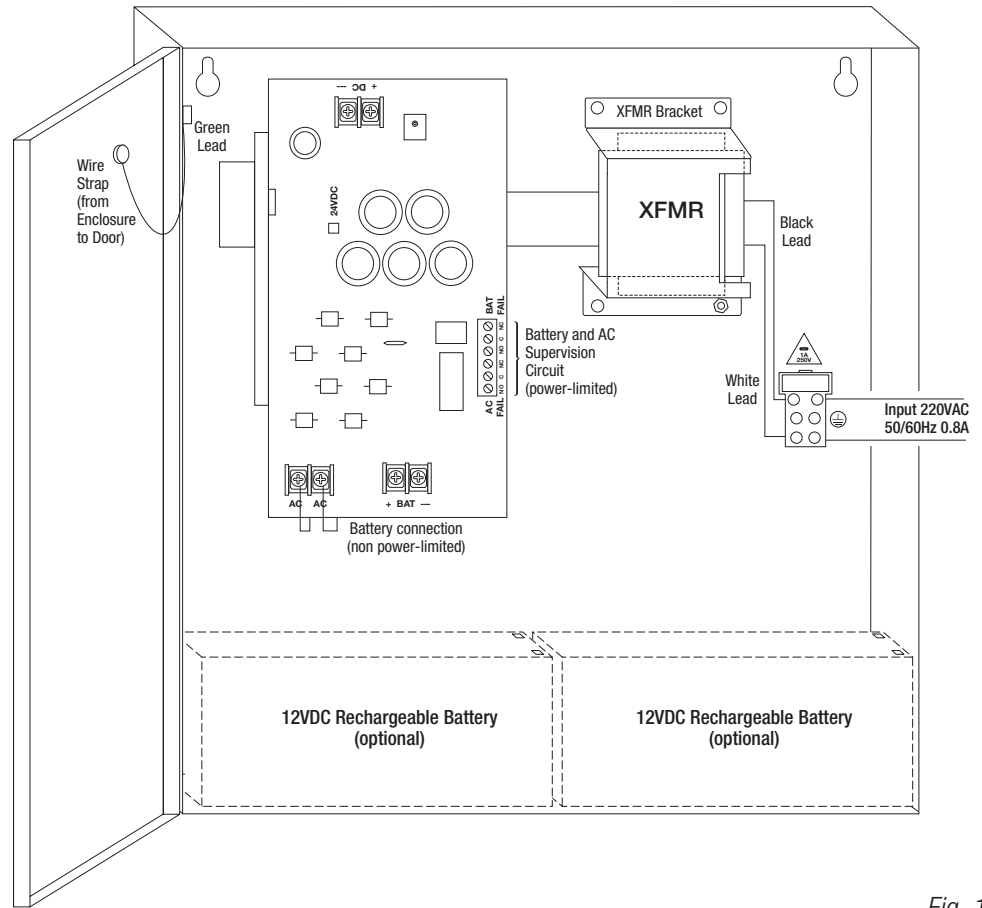 --- DC +
XFMR Bracket
Green
Lead
Wire
Strap
(from
Enclosure
to Door)
24VDC
XFMR
Black
Lead
BAT
FAIL
NC
C
NO
NC
C
NO
AC
FAIL
Battery and AC
Supervision
Circuit
(power-limited)
1A
250V
White
Lead
Input 220VAC
50/60Hz 0.8A
AC AC
+ BAT ---
Battery connection
(non power-limited)
12VDC Rechargeable Battery
(optional)
12VDC Rechargeable Battery
(optional)
Fig. 1